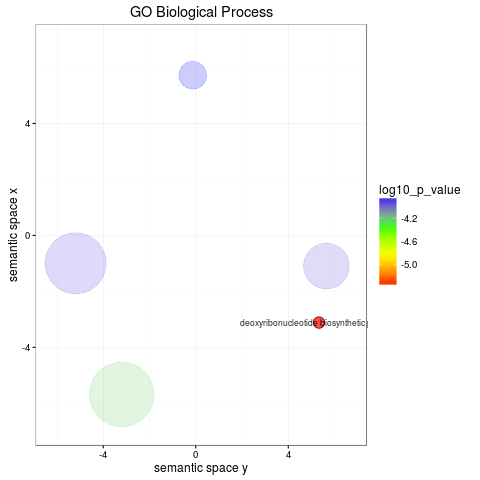 GO Biological Process
semantic space x
4
0
-4
deoxyribonucleotide biosynthetic
-4
0
4
semantic space y
log10_p_value
-4.2
-4.6
-5.0